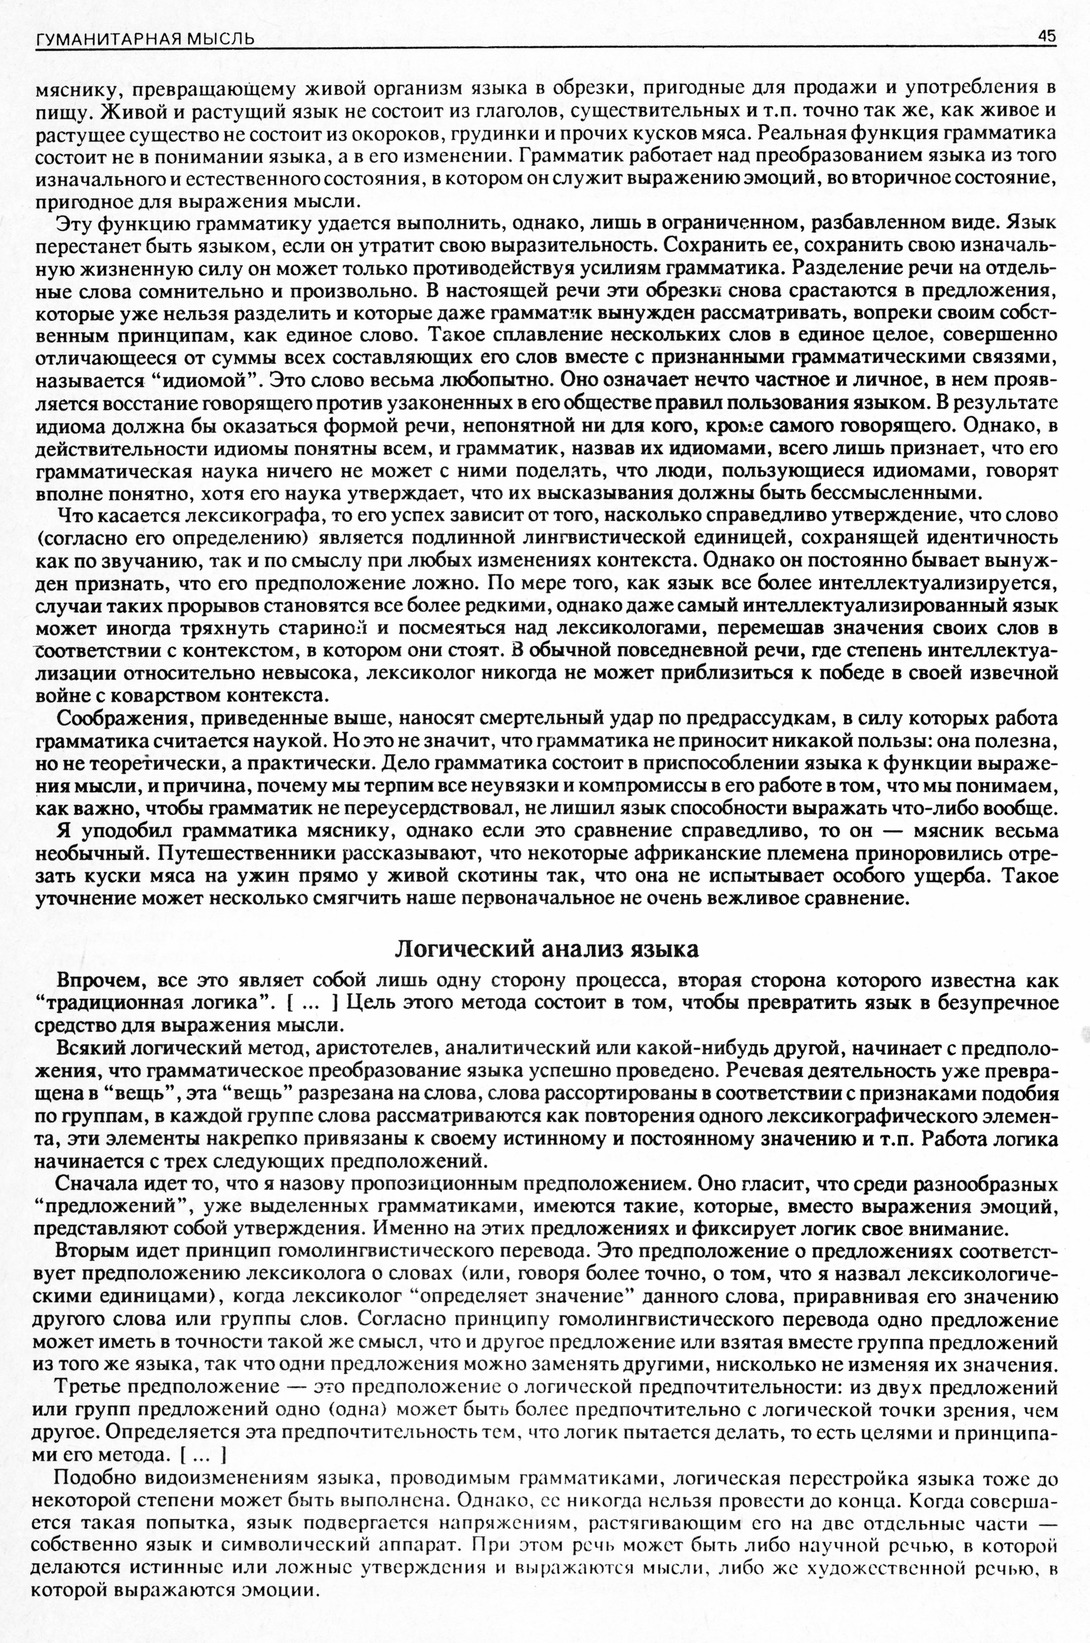 ГУМАНИТАРНАЯ МЫСЛЬ
45
мяснику, превращающему живой организм языка в обрезки, пригодные для продажи и употребления в
пищу. Живой и растущий язык не состоит из глаголов, существительных и т.п. точно так же, как живое и
растущее существо не состоит из окороков, грудинки и прочих кусков мяса. Реальная функция грамматика
состоит не в понимании языка, а в его изменении. Грамматик работает над преобразованием языка из того
изначального и естественного состояния, в котором он служит выражению эмоций, во вторичное состояние,
пригодное для выражения мысли.
Эту функцию грамматику удается выполнить, однако, лишь в ограниченном, разбавленном виде. Язык
перестанет быть языком, если он утратит свою выразительность. Сохранить ее, сохранить свою изначаль-
ную жизненную силу он может только противодействуя усилиям грамматика. Разделение речи на отдель-
ные слова сомнительно и произвольно. В настоящей речи эти обрезки снова срастаются в предложения,
которые уже нельзя разделить и которые даже грамматик вынужден рассматривать, вопреки своим собст-
венным принципам, как единое слово. Такое сплавление нескольких слов в единое целое, совершенно
отличающееся от суммы всех составляющих его слов вместе с признанными грамматическими связями,
называется “идиомой”. Это слово весьма любопытно. Оно означает нечто частное и личное, в нем прояв-
ляется восстание говорящего против узаконенных в его обществе правил пользования языком. В результате
идиома должна бы оказаться формой речи, непонятной ни для кого, кроме самого говорящего. Однако, в
действительности идиомы понятны всем, и грамматик, назвав их идиомами, всего лишь признает, что его
грамматическая наука ничего не может с ними поделать, что люди, пользующиеся идиомами, говорят
вполне понятно, хотя его наука утверждает, что их высказывания должны быть бессмысленными.
Что касается лексикографа, то его успех зависит от того, насколько справедливо утверждение, что слово
(согласно его определению) является подлинной лингвистической единицей, сохранящей идентичность
как по звучанию, так и по смыслу при любых изменениях контекста. Однако он постоянно бывает вынуж-
ден признать, что его предположение ложно. По мере того, как язык все более интеллектуализируется,
случаи таких прорывов становятся все более редкими, однако даже самый интеллектуализированный язык
может иногда тряхнуть стариной и посмеяться над лексикологами, перемешав значения своих слов в
соответствии с контекстом, в котором они стоят. В обычной повседневной речи, где степень интеллектуа-
лизации относительно невысока, лексиколог никогда не может приблизиться к победе в своей извечной
войне с коварством контекста.
Соображения, приведенные выше, наносят смертельный удар по предрассудкам, в силу которых работа
грамматика считается наукой. Но это не значит, что грамматика не приносит никакой пользы: она полезна,
но не теоретически, а практически. Дело грамматика состоит в приспособлении языка к функции выраже-
ния мысли, и причина, почему мы терпим все неувязки и компромиссы в его работе в том, что мы понимаем,
как важно, чтобы грамматик не переусердствовал, не лишил язык способности выражать что-либо вообще.
Я уподобил грамматика мяснику, однако если это сравнение справедливо, то он — мясник весьма
необычный. Путешественники рассказывают, что некоторые африканские племена приноровились отре-
зать куски мяса на ужин прямо у живой скотины так, что она не испытывает особого ущерба. Такое
уточнение может несколько смягчить наше первоначальное не очень вежливое сравнение.
Логический анализ языка
Впрочем, все это являет собой лишь одну сторону процесса, вторая сторона которого известна как
“традиционная логика”. [ ... ] Цель этого метода состоит в том, чтобы превратить язык в безупречное
средство для выражения мысли.
Всякий логический метод, аристотелев, аналитический или какой-нибудь другой, начинает с предполо-
жения, что грамматическое преобразование языка успешно проведено. Речевая деятельность уже превра-
щена в “вещь”, эта “вещь” разрезана на слова, слова рассортированы в соответствии с признаками подобия
по группам, в каждой группе слова рассматриваются как повторения одного лексикографического элемен-
та, эти элементы накрепко привязаны к своему истинному и постоянному значению и т.п. Работа логика
начинается с трех следующих предположений.
Сначала идет то, что я назову пропозиционным предположением. Оно гласит, что среди разнообразных
“предложений”, уже выделенных грамматиками, имеются такие, которые, вместо выражения эмоций,
представляют собой утверждения. Именно на этих предложениях и фиксирует логик свое внимание.
Вторым идет принцип гомолингвистического перевода. Это предположение о предложениях соответст-
вует предположению лексиколога о словах (или, говоря более точно, о том, что я назвал лексикологиче-
скими единицами), когда лексиколог “определяет значение” данного слова, приравнивая его значению
другого слова или группы слов. Согласно принципу гомолингвистического перевода одно предложение
может иметь в точности такой же смысл, что и другое предложение или взятая вместе группа предложений
из того же языка, так что одни предложения можно заменять другими, нисколько не изменяя их значения.
Третье предположение — это предположение о логической предпочтительности: из двух предложений
или групп предложений одно (одна) может быть более предпочтительно с логической точки зрения, чем
другое. Определяется эта предпочтительность тем, что логик пытается делать, то есть целями и принципа-
ми его метода. [ ... ]
Подобно видоизменениям языка, проводимым грамматиками, логическая перестройка языка тоже до
некоторой степени может быть выполнена. Однако, ее никогда нельзя провести до конца. Когда соверша-
ется такая попытка, язык подвергается напряжениям, растягивающим его на две отдельные части —
собственно язык и символический аппарат. При этом речь может быть либо научной речью, в которой
делаются истинные или ложные утверждения и выражаются мысли, либо же художественной речью, в
которой выражаются эмоции.